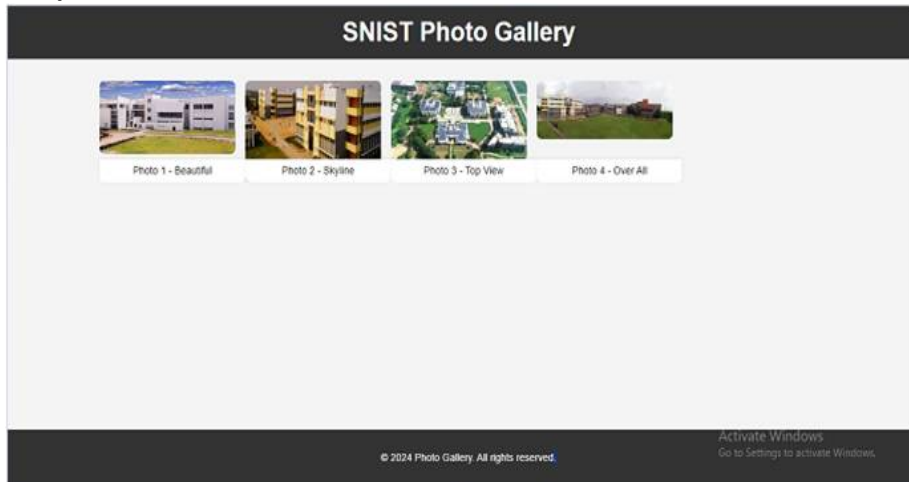 SNIST Photo Gallery
Photo 1 - Beautiful
Photo 2 - Skyline
Photo 3 - Top View
Photo 4 - Over All
Activate Windows
Go to Settings to activate Windows.
© 2024 Photo Gallery. All rights reserved.